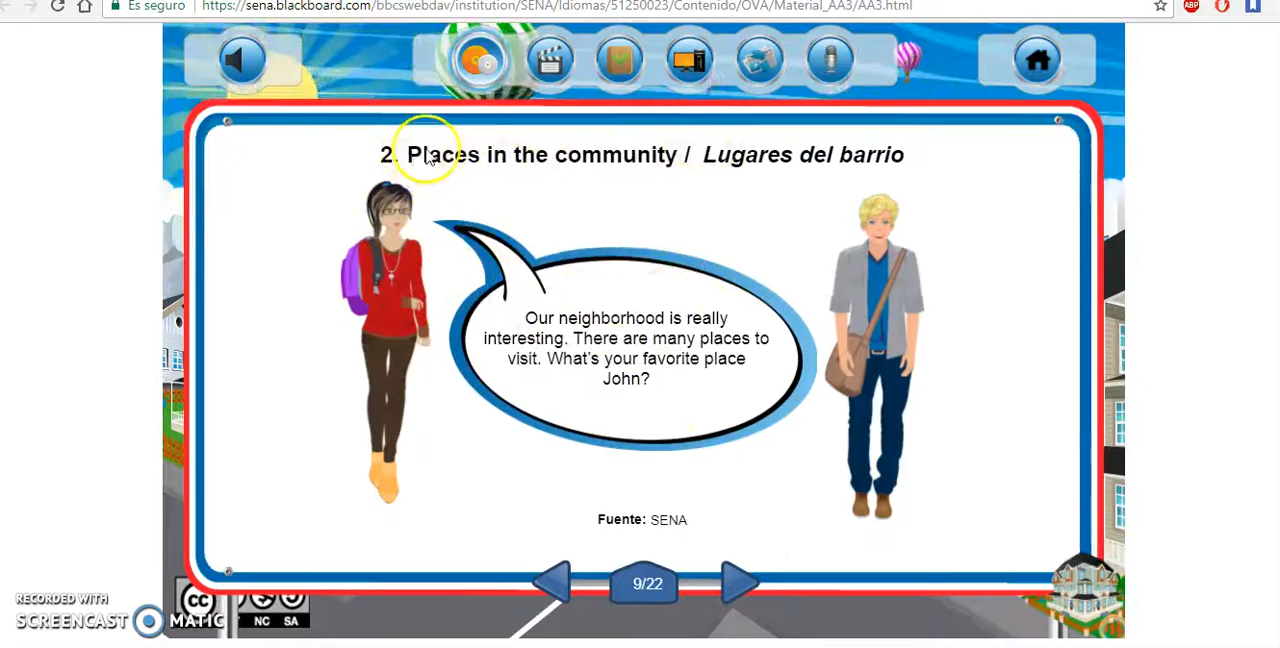 Es seguro | https://sena.blackboard.com/bbcswebdav/institution/SENA/Idiomas/51250023/Contenido/OVA/Material_AA3/AA3.html
ABP
2. Places in the community / Lugares del barrio
Our neighborhood is really
interesting. There are many places to
visit. What's your favorite place
John?
Fuente: SENA
9/22
cc
NC SA
RECORDED WITH
SCREENCAST MATIC